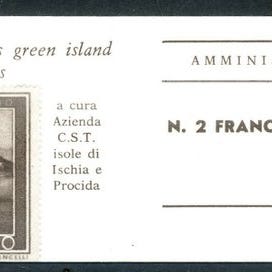 s green island
s
a cura
Azienda
C.S.T.
isole di
Ischia e
Procida
AMMINI
N. 2 FRANC